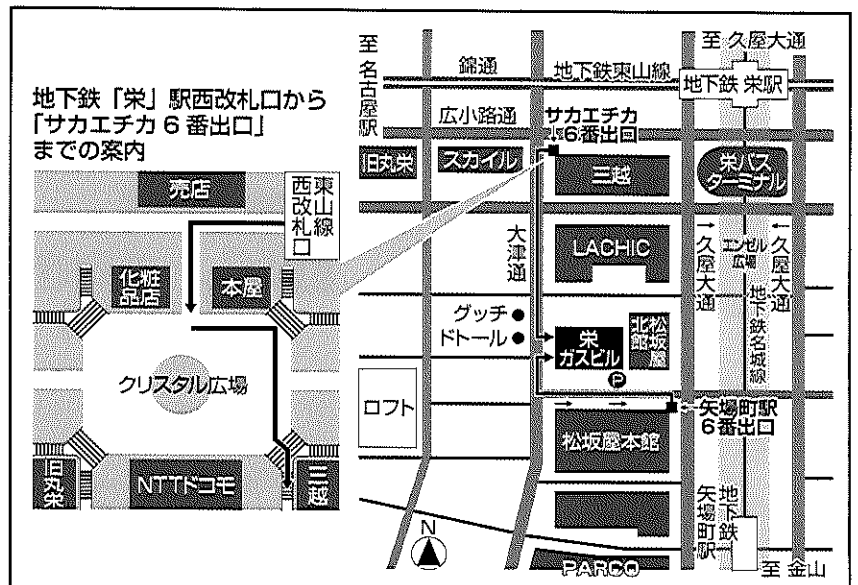 地下鉄「栄」駅西改札口から
「サカエチカ6番出口」
までの案内
売店
東山線
西改札口
化粧
品店
本屋
クリスタル広場
旧丸栄
NTTドコモ
三越
至 名古屋駅
錦通
地下鉄東山線
至 久屋大通
地下鉄 栄駅
広小路通
サカエチカ
6番出口
旧丸栄
スカイル
三越
栄バス
ターミナル
大津通
LACHIC
久屋大通
エンゼル
広場
久屋大通
地下鉄名城線
グッチ
ドトール
栄
ガスビル
松坂屋
北館
P
ロフト
矢場町駅
6番出口
松坂屋本館
地下鉄
矢場町駅
N
PARCO
至 金山